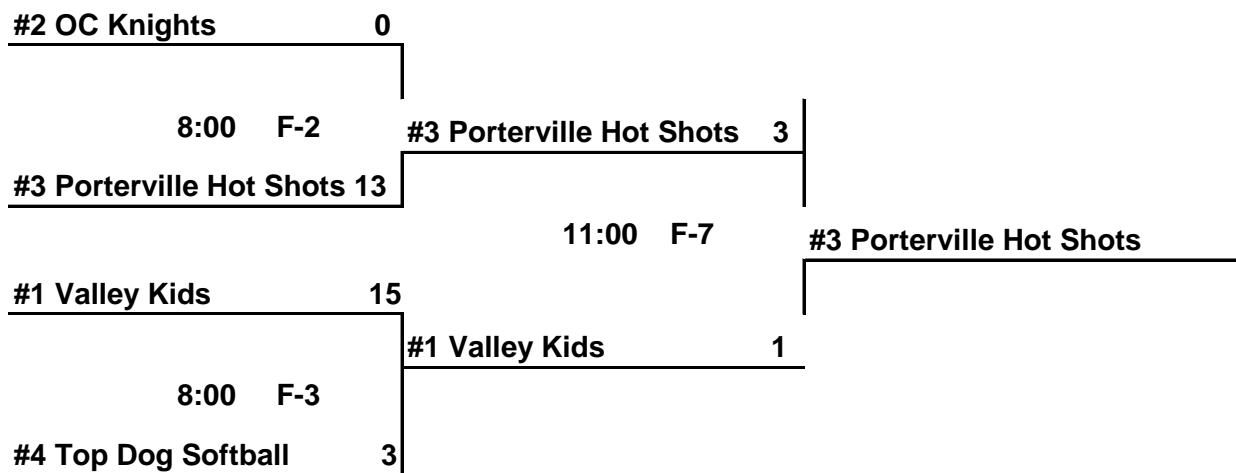 #2 OC Knights 0
8:00 F-2
#3 Porterville Hot Shots 3
#3 Porterville Hot Shots 13
11:00 F-7
#3 Porterville Hot Shots
#1 Valley Kids 15
#1 Valley Kids 1
8:00 F-3
#4 Top Dog Softball 3